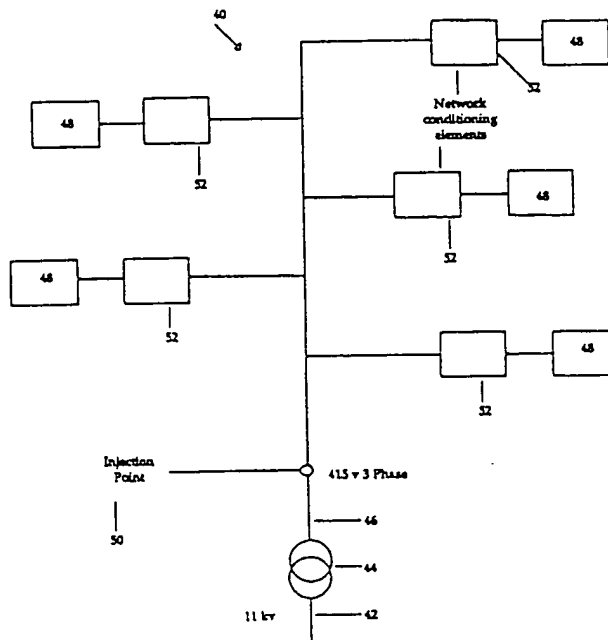 40
48
52
Network
conditioning
elements
48
52
48
52
48
52
48
52
Injection
Point
415 v 3 Phase
50
46
44
11 kv
42